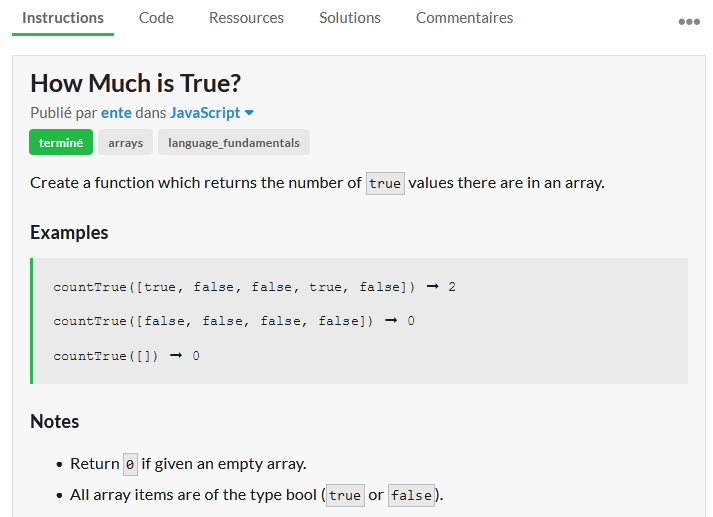 Instructions Code Ressources Solutions Commentaires
How Much is True?
Publié par ente dans JavaScript
terminé arrays language_fundamentals
Create a function which returns the number of true values there are in an array.
Examples
countTrue([true, false, false, true, false]) ➞ 2
countTrue([false, false, false, false]) ➞ 0
countTrue([]) ➞ 0
Notes
• Return 0 if given an empty array.
• All array items are of the type bool (true or false).